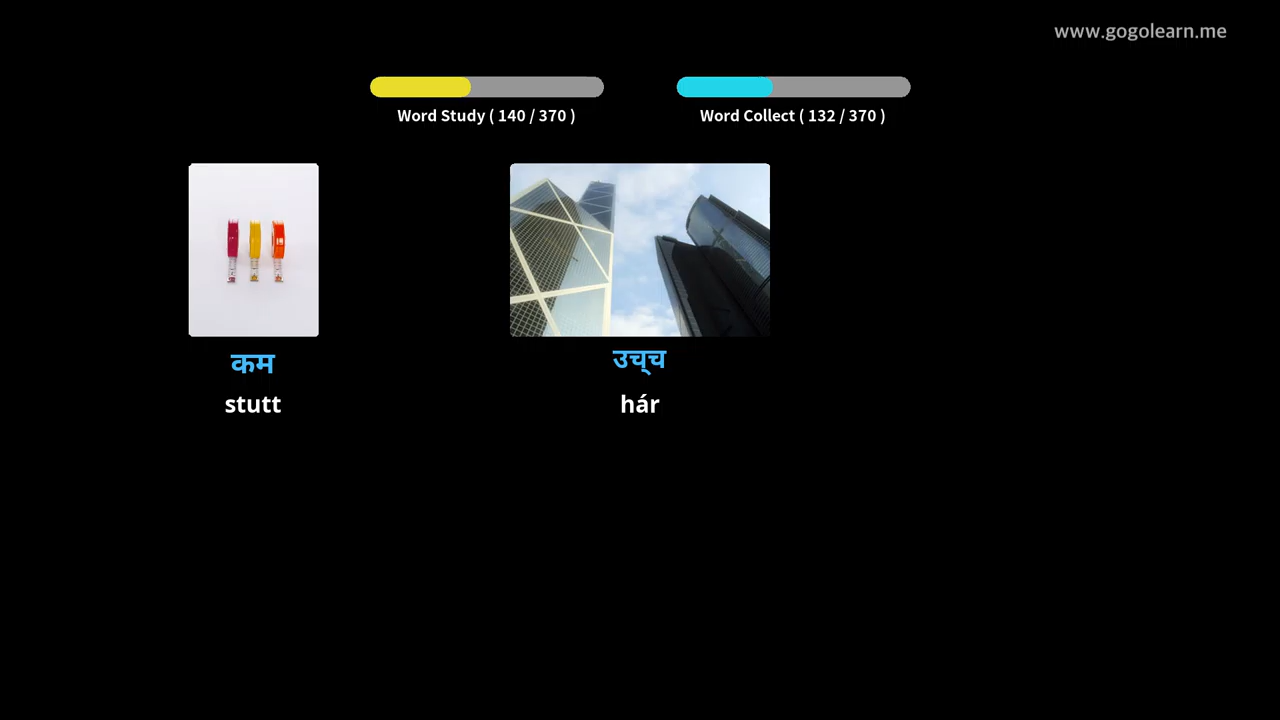 www.gogolearn.me
Word Study ( 140 / 370 )
Word Collect ( 132 / 370 )
कम
उच्च
stutt
hár